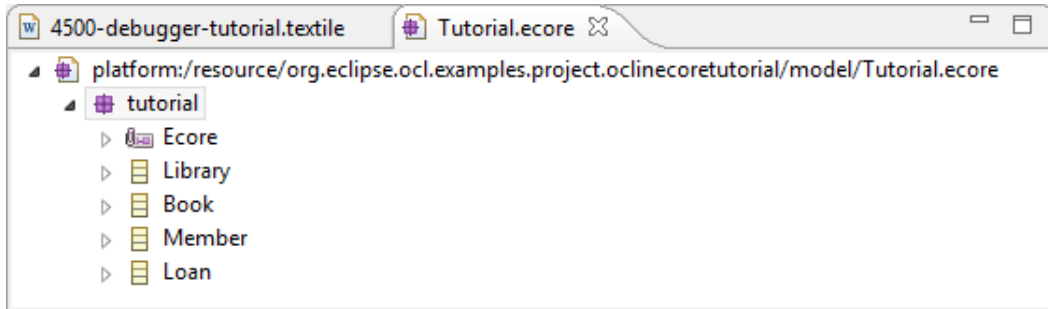 4500-debugger-tutorial.textile Tutorial.ecore
platform:/resource/org.eclipse.ocl.examples.project.oclinecoretutorial/model/Tutorial.ecore
tutorial
Ecore
Library
Book
Member
Loan